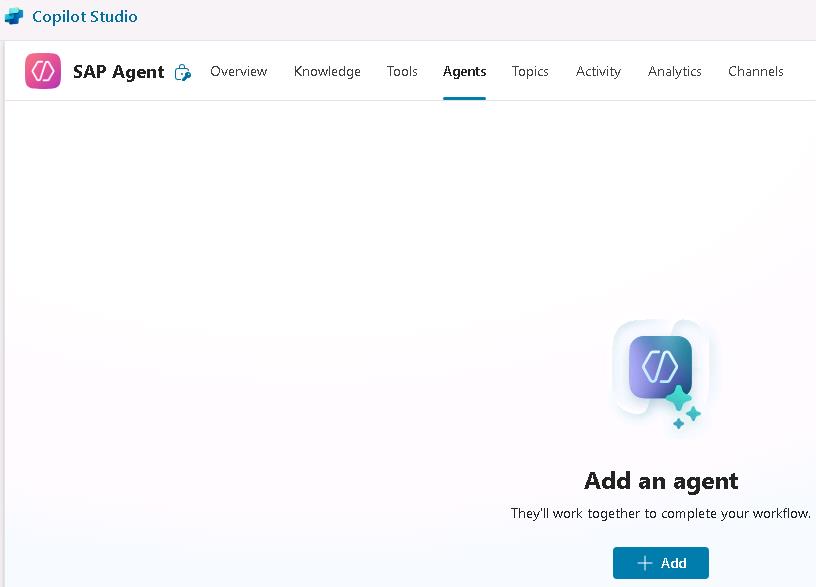 Copilot Studio
SAP Agent Overview Knowledge Tools Agents Topics Activity Analytics Channels
Add an agent
They'll work together to complete your workflow.
Add